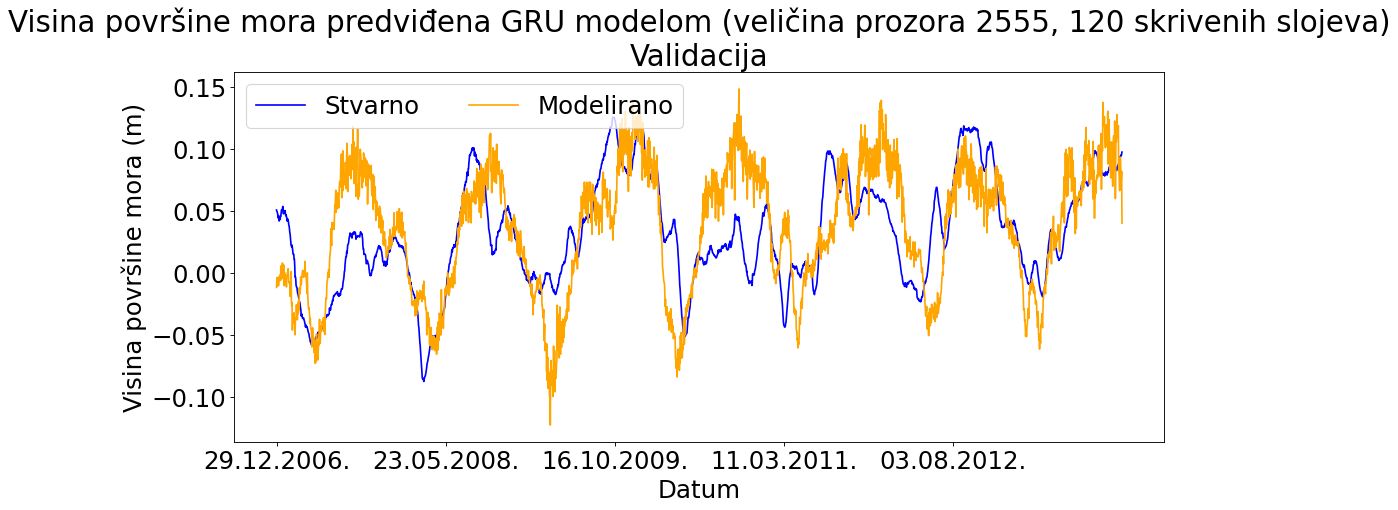 Visina površine mora predviđena GRU modelom (veličina prozora 2555, 120 skrivenih slojeva)
Validacija
Stvarno
Modelirano
Visina površine mora (m)
0.15
0.10
0.05
0.00
−0.05
−0.10
29.12.2006.
23.05.2008.
16.10.2009.
11.03.2011.
03.08.2012.
Datum